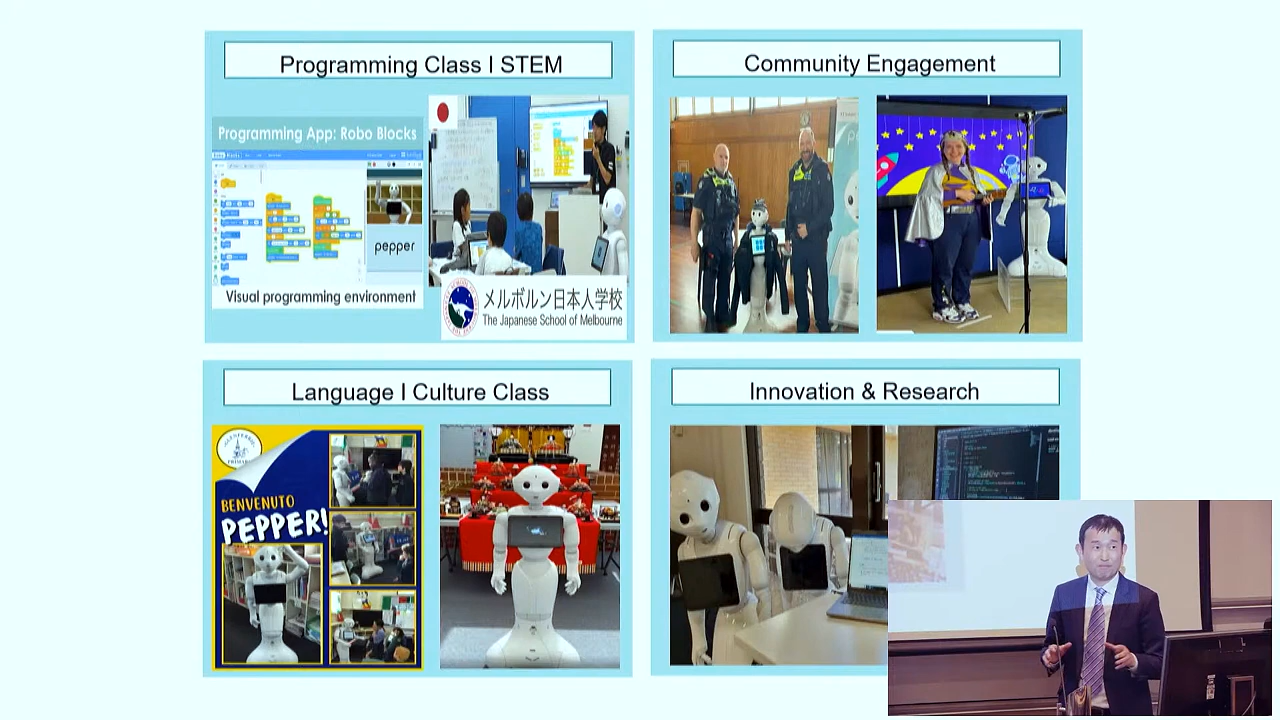 Programming Class I STEM
Programming App: Robo Blocks
pepper
Visual programming environment
メルボルン日本人学校
The Japanese School of Melbourne
Community Engagement
Language I Culture Class
BENVENUTO
PEPPER!
Innovation & Research